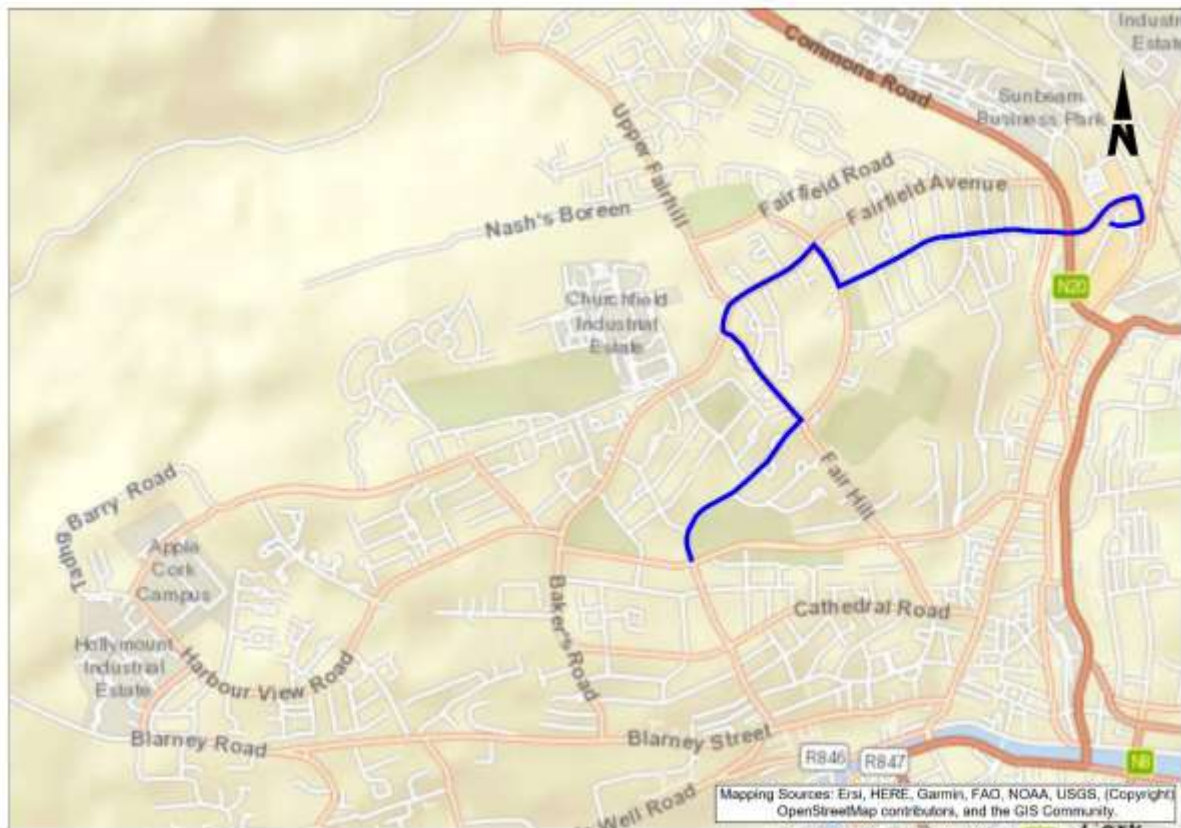 Industri
Estate
Commons Road
Sunbeam
Business Park
N
Upper Fairhill
Fairfield Road
Fairfield Avenue
Nash's Boreen
N20
Churchfield
Industrial
Estate
Fair Hill
Tadhg Barry Road
Apple
Cork
Campus
Baker's Road
Cathedral Road
Hollymount
Industrial
Estate
Harbour View Road
Blarney Road
Blarney Street
R846
R847
N8
Well Road
Mapping Sources: Esri, HERE, Garmin, FAO, NOAA, USGS, (Copyright)
OpenStreetMap contributors, and the GIS Community.